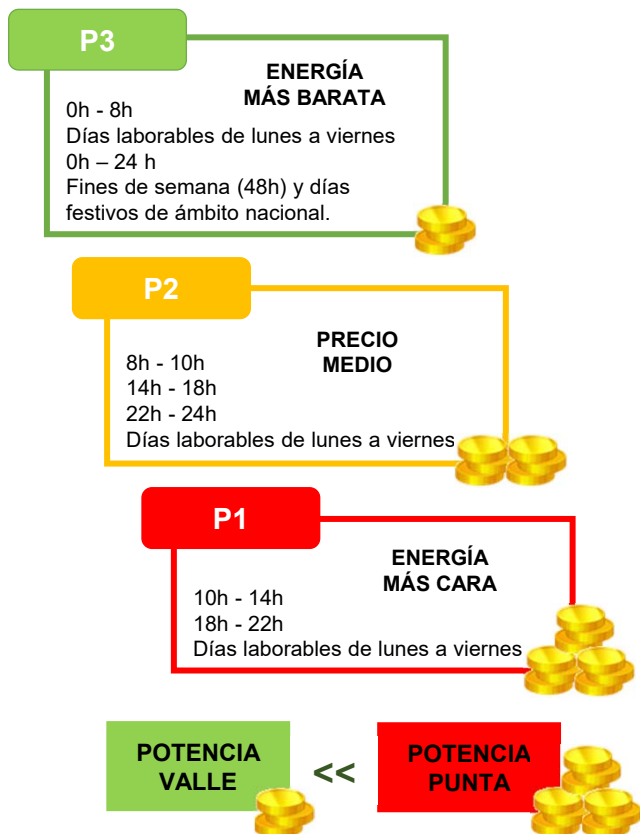 P3
ENERGÍA
MÁS BARATA
0h - 8h
Días laborables de lunes a viernes
0h – 24 h
Fines de semana (48h) y días
festivos de ámbito nacional.
P2
PRECIO
MEDIO
8h - 10h
14h - 18h
22h - 24h
Días laborables de lunes a viernes
P1
ENERGÍA
MÁS CARA
10h - 14h
18h - 22h
Días laborables de lunes a viernes
POTENCIA
VALLE
<<
POTENCIA
PUNTA